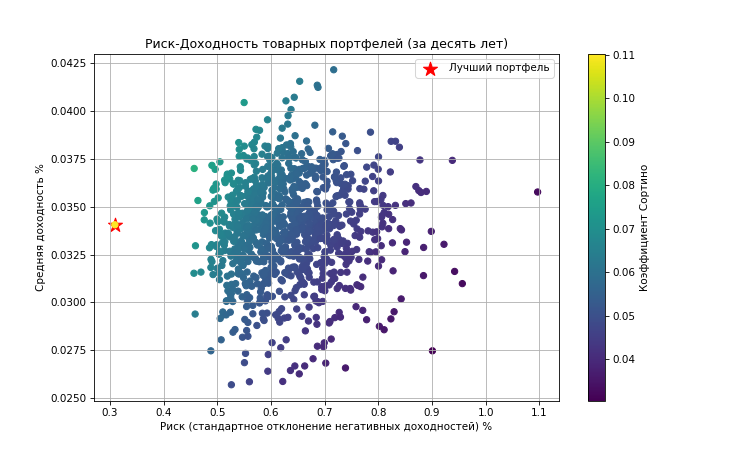 Риск-Доходность товарных портфелей (за десять лет)
Лучший портфель
Средняя доходность %
0.0425
0.0400
0.0375
0.0350
0.0325
0.0300
0.0275
0.0250
0.3 0.4 0.5 0.6 0.7 0.8 0.9 1.0 1.1
Риск (стандартное отклонение негативных доходностей) %
0.11
0.10
0.09
0.08
0.07
0.06
0.05
0.04
Коэффициент Сортино